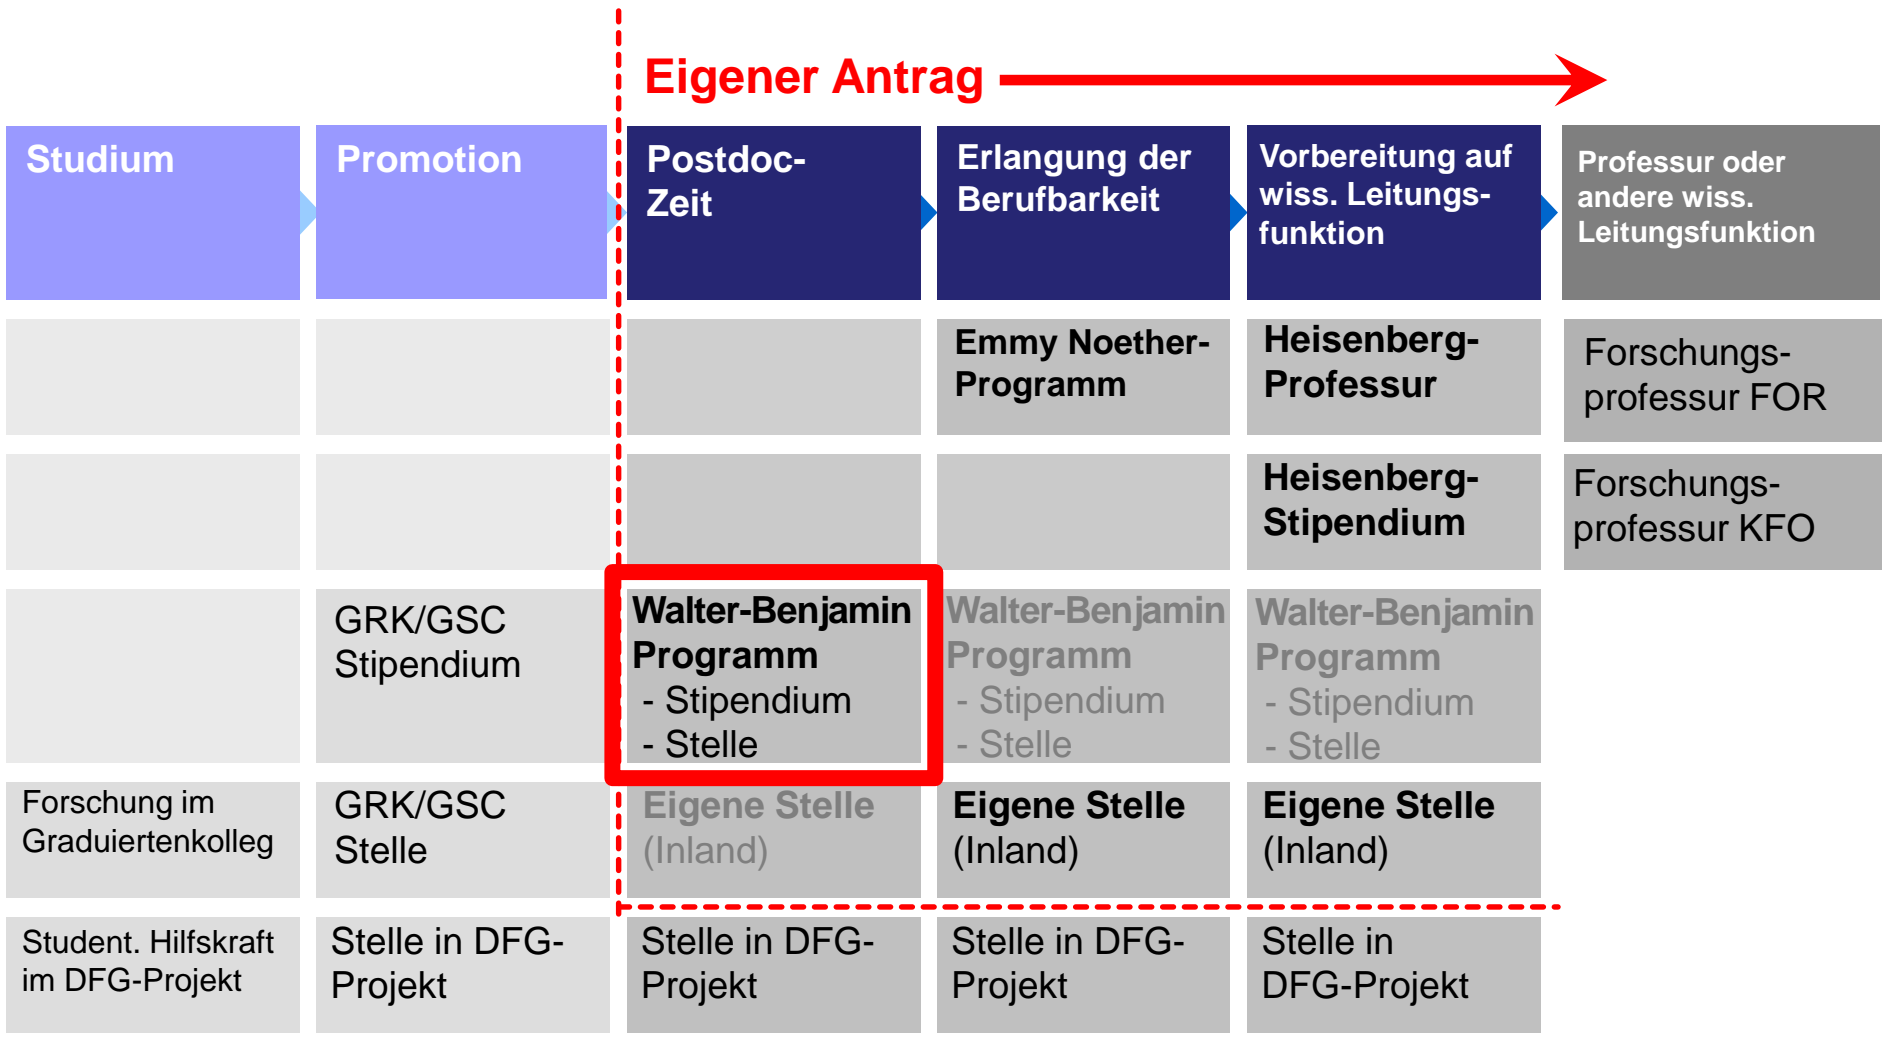 Eigener Antrag
Studium
Promotion
Postdoc-
Zeit
Erlangung der
Berufbarkeit
Vorbereitung auf
wiss. Leitungs-
funktion
Professur oder
andere wiss.
Leitungsfunktion
Emmy Noether-
Programm
Heisenberg-
Professur
Forschungs-
professur FOR
Heisenberg-
Stipendium
Forschungs-
professur KFO
GRK/GSC
Stipendium
Walter-Benjamin
Programm
- Stipendium
- Stelle
Walter-Benjamin
Programm
- Stipendium
- Stelle
Walter-Benjamin
Programm
- Stipendium
- Stelle
Forschung im
Graduiertenkolleg
GRK/GSC
Stelle
Eigene Stelle
(Inland)
Eigene Stelle
(Inland)
Eigene Stelle
(Inland)
Student. Hilfskraft
im DFG-Projekt
Stelle in DFG-
Projekt
Stelle in DFG-
Projekt
Stelle in DFG-
Projekt
Stelle in
DFG-Projekt